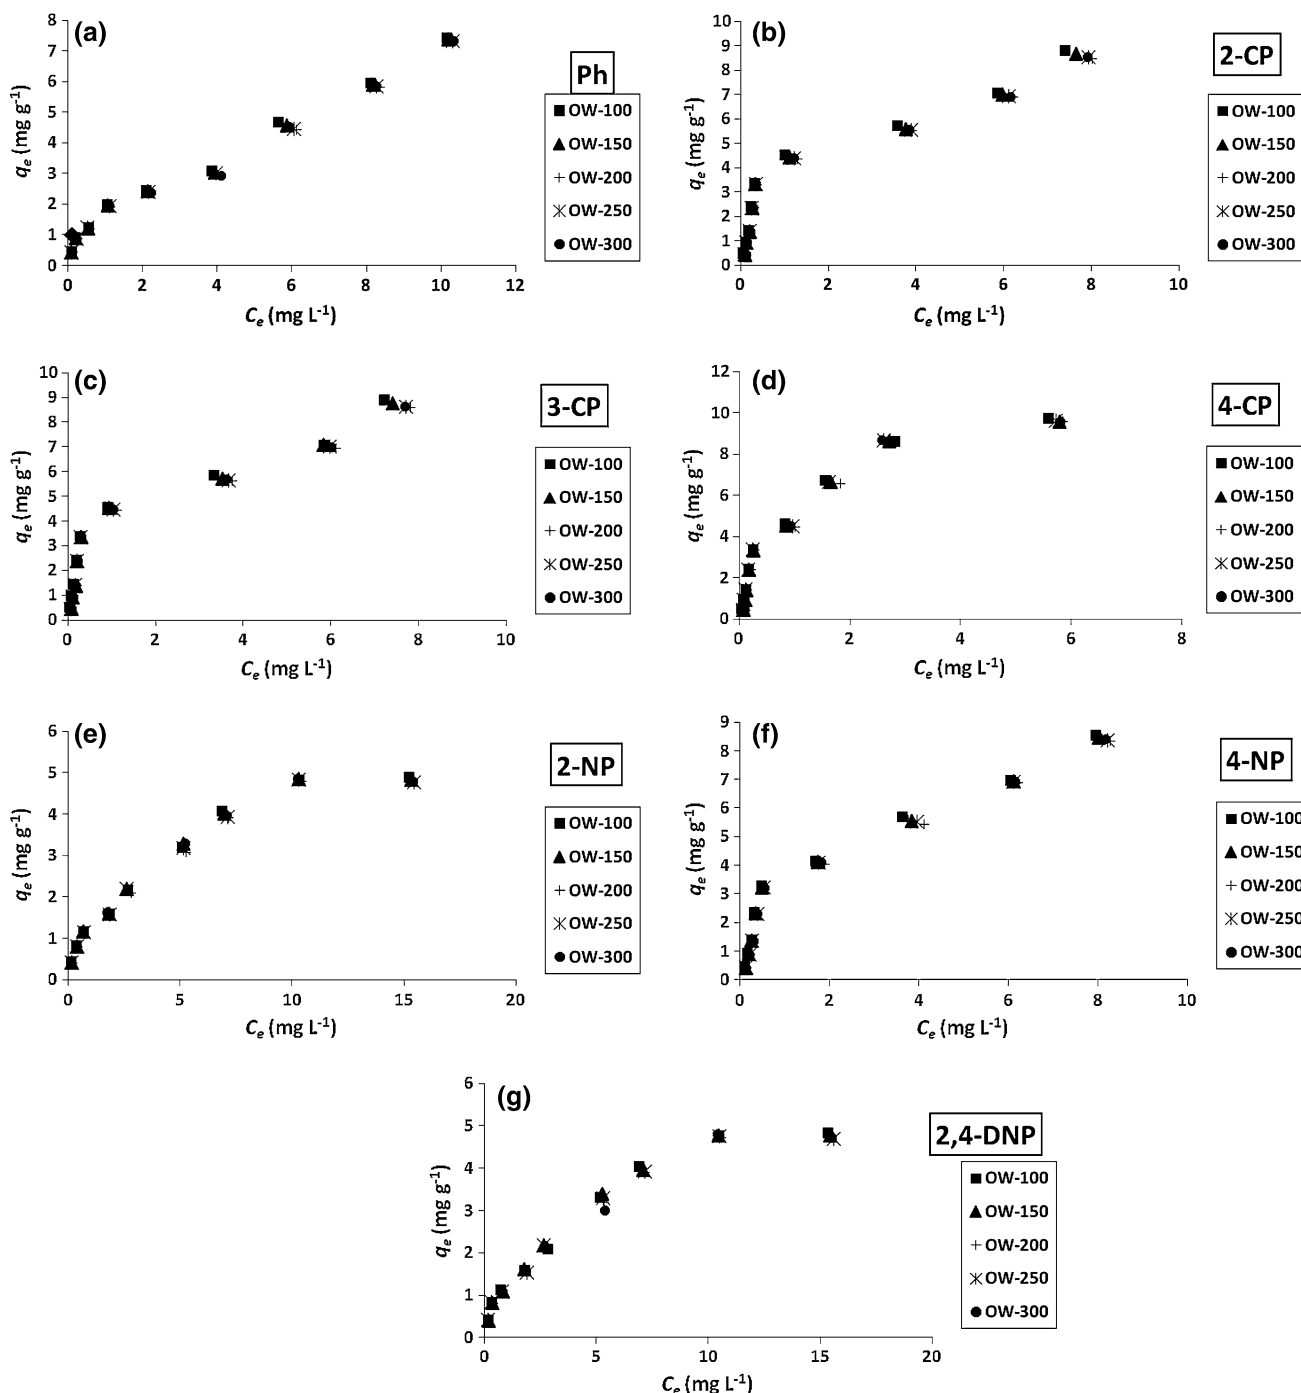 (a)
Ph
qe (mg g-1)
8
7
6
5
4
3
2
1
0
0 2 4 6 8 10 12
Ce (mg L-1)
OW-100
OW-150
OW-200
OW-250
OW-300
(b)
2-CP
qe (mg g-1)
10
9
8
7
6
5
4
3
2
1
0
0 2 4 6 8 10
Ce (mg L-1)
OW-100
OW-150
OW-200
OW-250
OW-300
(c)
3-CP
qe (mg g-1)
10
9
8
7
6
5
4
3
2
1
0
0 2 4 6 8 10
Ce (mg L-1)
OW-100
OW-150
OW-200
OW-250
OW-300
(d)
4-CP
qe (mg g-1)
12
10
8
6
4
2
0
0 2 4 6 8
Ce (mg L-1)
OW-100
OW-150
OW-200
OW-250
OW-300
(e)
2-NP
qe (mg g-1)
6
5
4
3
2
1
0
0 5 10 15 20
Ce (mg L-1)
OW-100
OW-150
OW-200
OW-250
OW-300
(f)
4-NP
qe (mg g-1)
9
8
7
6
5
4
3
2
1
0
0 2 4 6 8 10
Ce (mg L-1)
OW-100
OW-150
OW-200
OW-250
OW-300
(g)
2,4-DNP
qe (mg g-1)
6
5
4
3
2
1
0
0 5 10 15 20
Ce (mg L-1)
OW-100
OW-150
OW-200
OW-250
OW-300